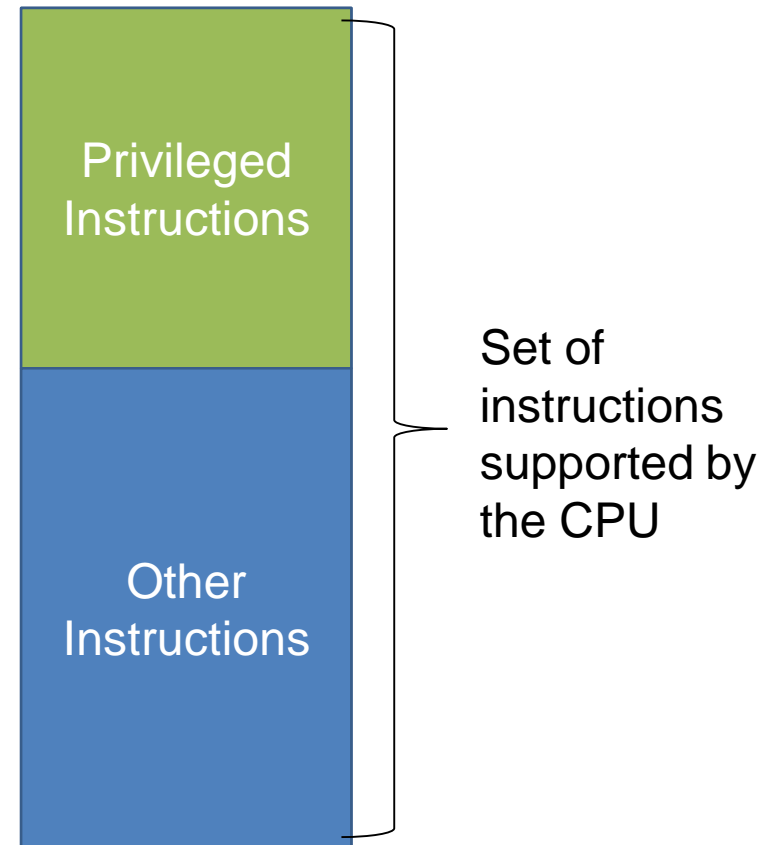 Privileged
Instructions
Set of
instructions
supported by
the CPU
Other
Instructions